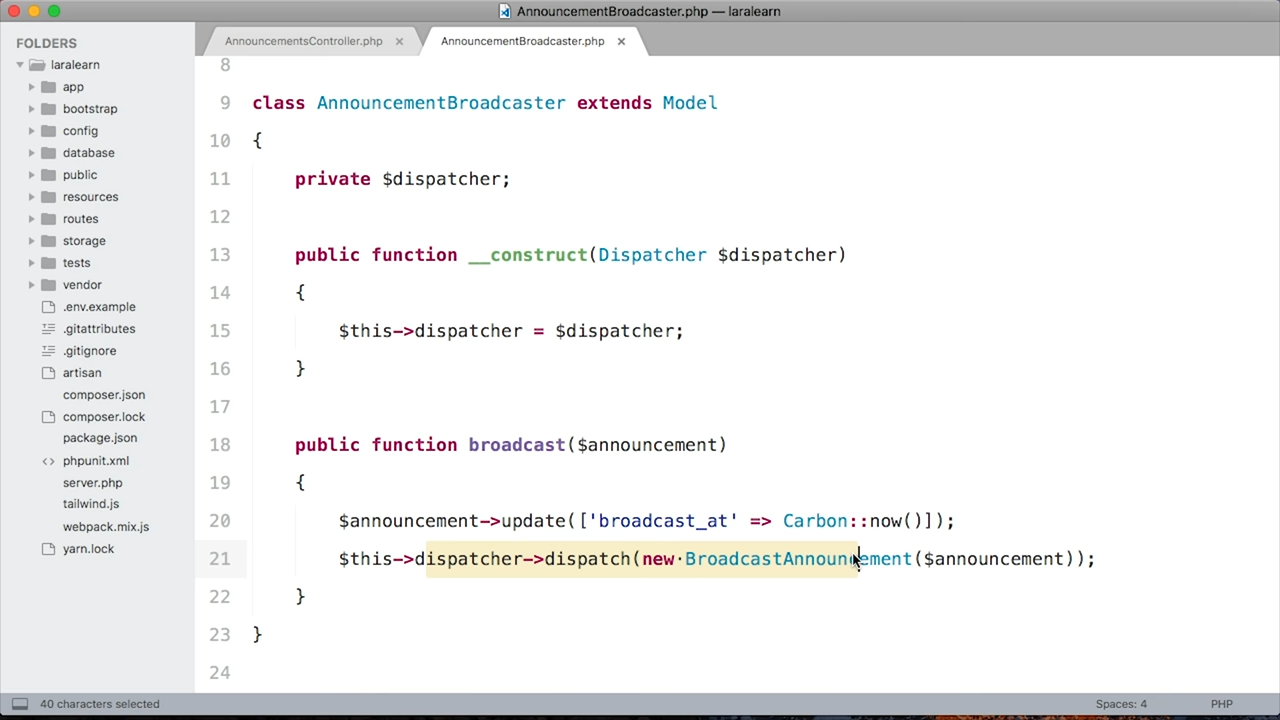 AnnouncementBroadcaster.php — laralearn
FOLDERS
laralearn
app
bootstrap
config
database
public
resources
routes
storage
tests
vendor
.env.example
.gitattributes
.gitignore
artisan
composer.json
composer.lock
package.json
phpunit.xml
server.php
tailwind.js
webpack.mix.js
yarn.lock
AnnouncementsController.php ×
AnnouncementBroadcaster.php ×
8
9 class AnnouncementBroadcaster extends Model
10 {
11 private $dispatcher;
12
13 public function __construct(Dispatcher $dispatcher)
14 {
15 $this->dispatcher = $dispatcher;
16 }
17
18 public function broadcast($announcement)
19 {
20 $announcement->update(['broadcast_at' => Carbon::now()]);
21 $this->dispatcher->dispatch(new·BroadcastAnnouncement($announcement));
22 }
23 }
24
40 characters selected
Spaces: 4
PHP